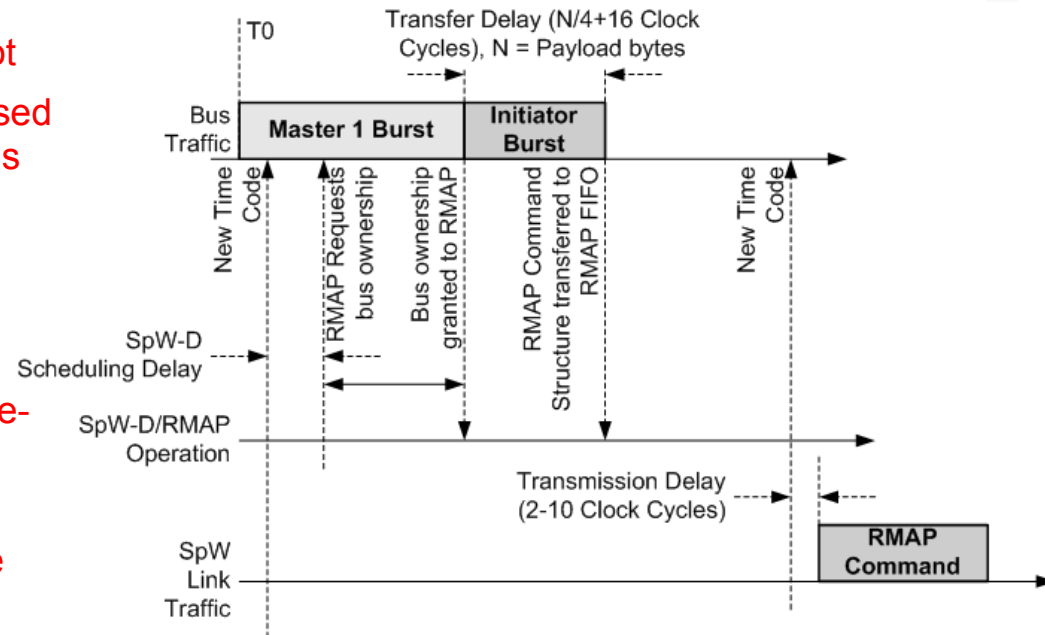 Transfer Delay (N/4+16 Clock
Cycles), N = Payload bytes
T0
Bus
Traffic
Master 1 Burst
Initiator
Burst
New Time
Code
RMAP Requests
bus ownership
Bus ownership
granted to RMAP
RMAP Command
Structure transferred to
RMAP FIFO
New Time
Code
SpW-D
Scheduling Delay
SpW-D/RMAP
Operation
Transmission Delay
(2-10 Clock Cycles)
SpW
Link
Traffic
RMAP
Command